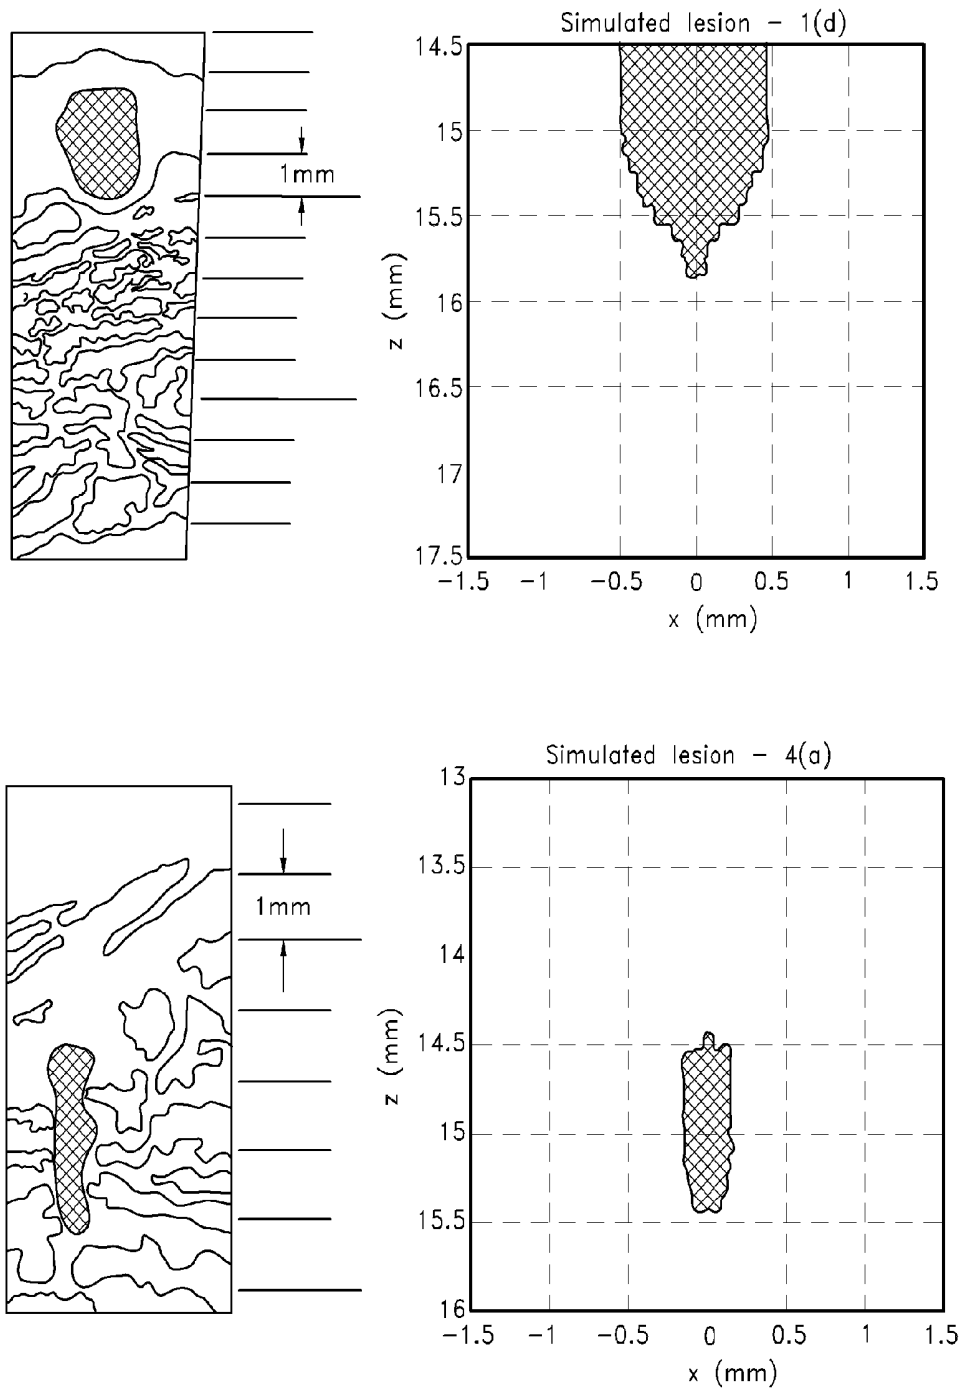 Simulated lesion - 1(d)
14.5
15
15.5
16
16.5
17
17.5
z (mm)
-1.5 -1 -0.5 0 0.5 1 1.5
x (mm)
1mm
Simulated lesion - 4(a)
13
13.5
14
14.5
15
15.5
16
z (mm)
-1.5 -1 -0.5 0 0.5 1 1.5
x (mm)
1mm